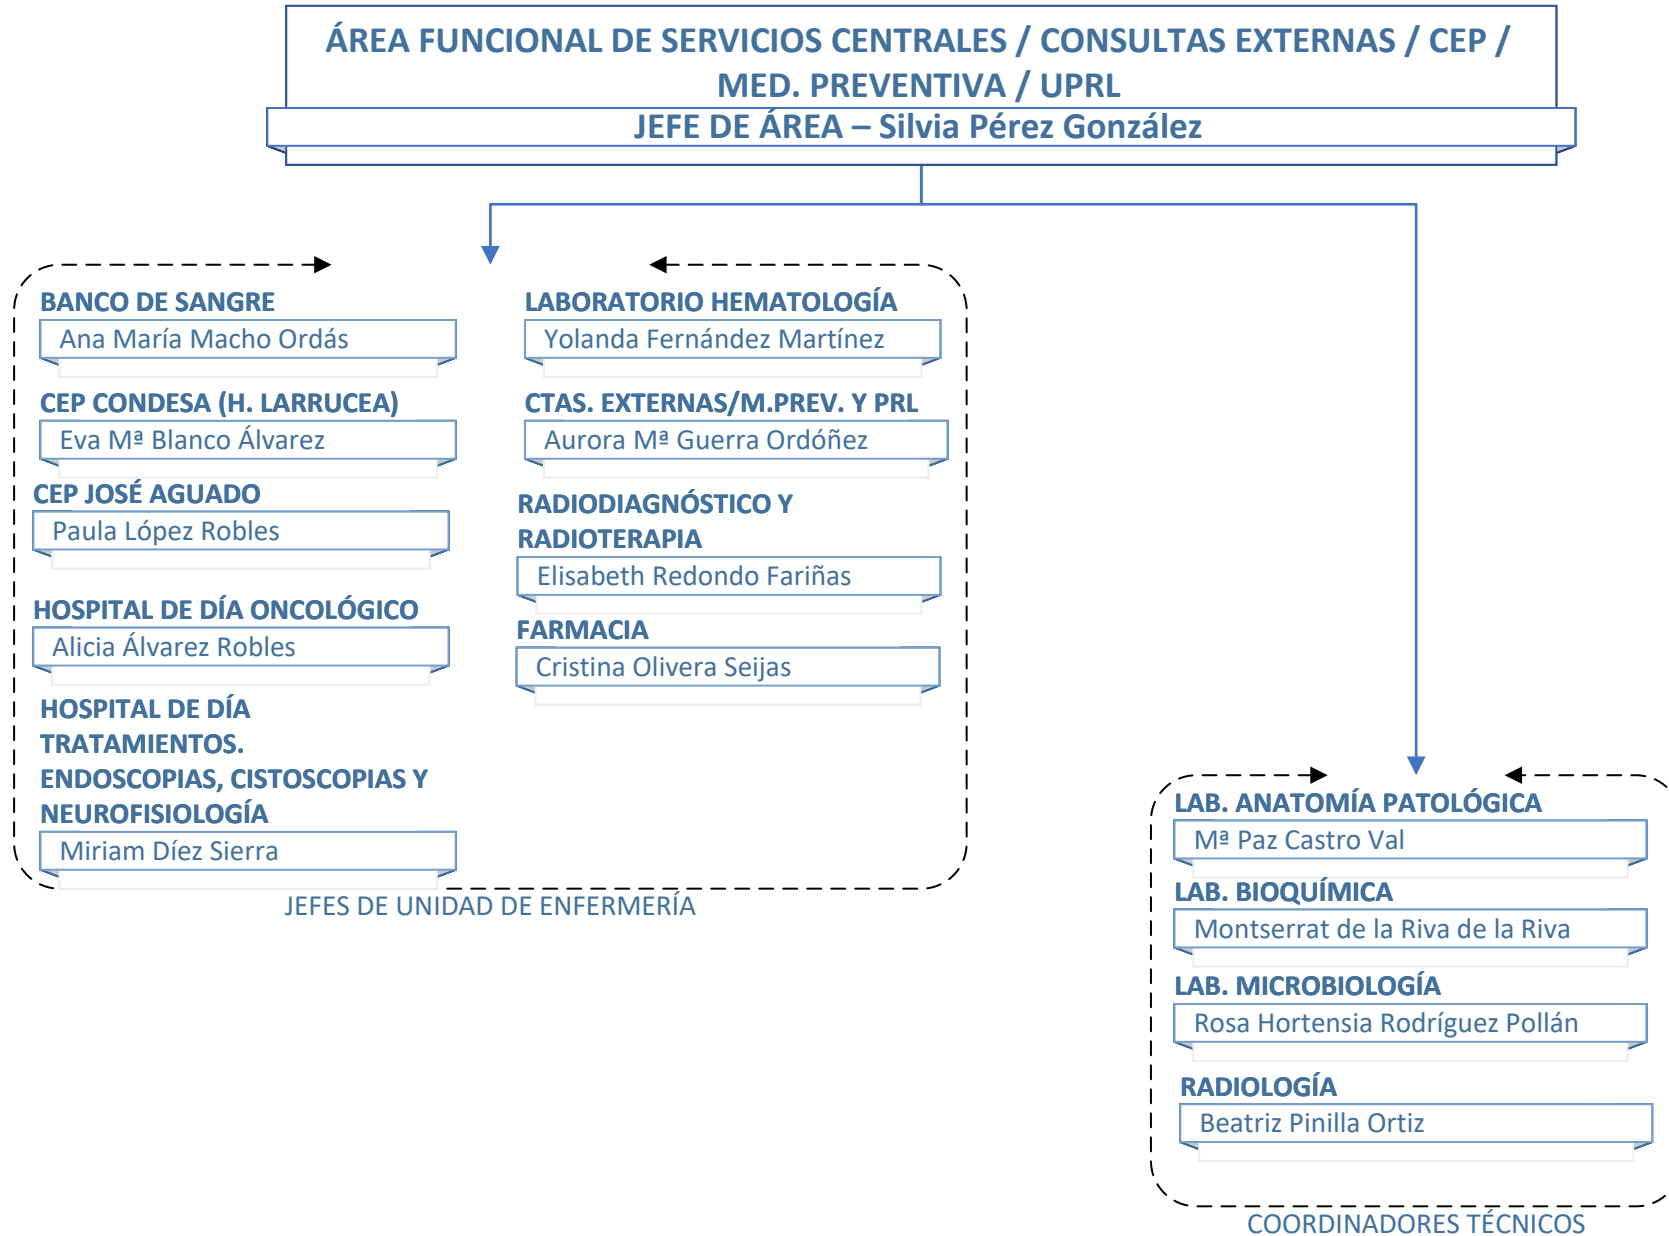 ÁREA FUNCIONAL DE SERVICIOS CENTRALES / CONSULTAS EXTERNAS / CEP /
MED. PREVENTIVA / UPRL
JEFE DE ÁREA – Silvia Pérez González
BANCO DE SANGRE
Ana María Macho Ordás
CEP CONDESA (H. LARRUCEA)
Eva Mª Blanco Álvarez
CEP JOSÉ AGUADO
Paula López Robles
HOSPITAL DE DÍA ONCOLÓGICO
Alicia Álvarez Robles
HOSPITAL DE DÍA
TRATAMIENTOS.
ENDOSCOPIAS, CISTOSCOPIAS Y
NEUROFISIOLOGÍA
Miriam Díez Sierra
LABORATORIO HEMATOLOGÍA
Yolanda Fernández Martínez
CTAS. EXTERNAS/M.PREV. Y PRL
Aurora Mª Guerra Ordóñez
RADIODIAGNÓSTICO Y
RADIOTERAPIA
Elisabeth Redondo Fariñas
FARMACIA
Cristina Olivera Seijas
JEFES DE UNIDAD DE ENFERMERÍA
LAB. ANATOMÍA PATOLÓGICA
Mª Paz Castro Val
LAB. BIOQUÍMICA
Montserrat de la Riva de la Riva
LAB. MICROBIOLOGÍA
Rosa Hortensia Rodríguez Pollán
RADIOLOGÍA
Beatriz Pinilla Ortiz
COORDINADORES TÉCNICOS